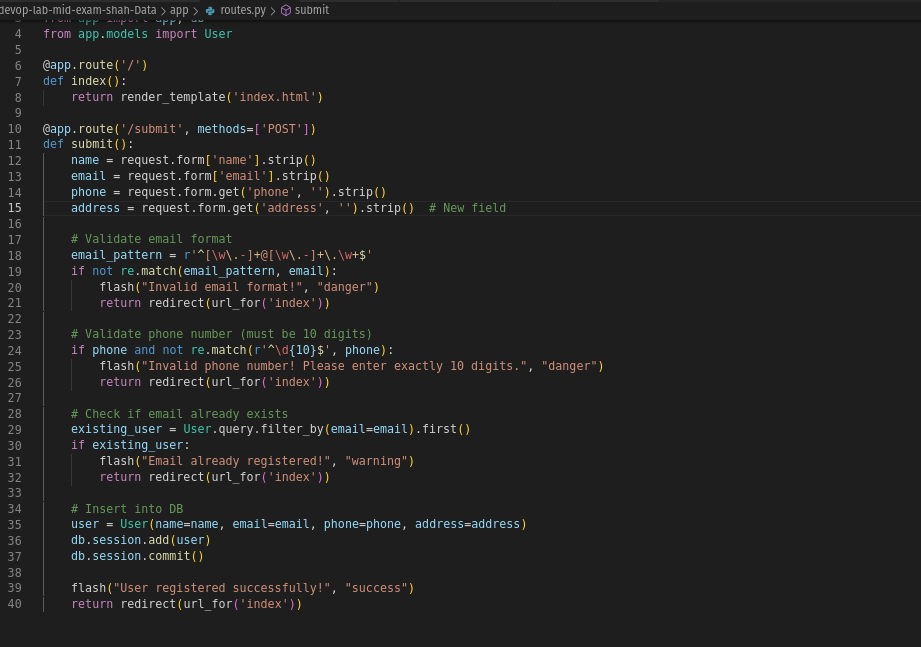 devop-lab-mid-exam-shah-Data > app > routes.py > submit
3 from app import app, db
4 from app.models import User
5
6 @app.route('/')
7 def index():
8     return render_template('index.html')
9
10 @app.route('/submit', methods=['POST'])
11 def submit():
12     name = request.form['name'].strip()
13     email = request.form['email'].strip()
14     phone = request.form.get('phone', '').strip()
15     address = request.form.get('address', '').strip()  # New field
16
17     # Validate email format
18     email_pattern = r'^[\w\.-]+@[\w\.-]+\.\w+$'
19     if not re.match(email_pattern, email):
20         flash("Invalid email format!", "danger")
21         return redirect(url_for('index'))
22
23     # Validate phone number (must be 10 digits)
24     if phone and not re.match(r'^\d{10}$', phone):
25         flash("Invalid phone number! Please enter exactly 10 digits.", "danger")
26         return redirect(url_for('index'))
27
28     # Check if email already exists
29     existing_user = User.query.filter_by(email=email).first()
30     if existing_user:
31         flash("Email already registered!", "warning")
32         return redirect(url_for('index'))
33
34     # Insert into DB
35     user = User(name=name, email=email, phone=phone, address=address)
36     db.session.add(user)
37     db.session.commit()
38
39     flash("User registered successfully!", "success")
40     return redirect(url_for('index'))